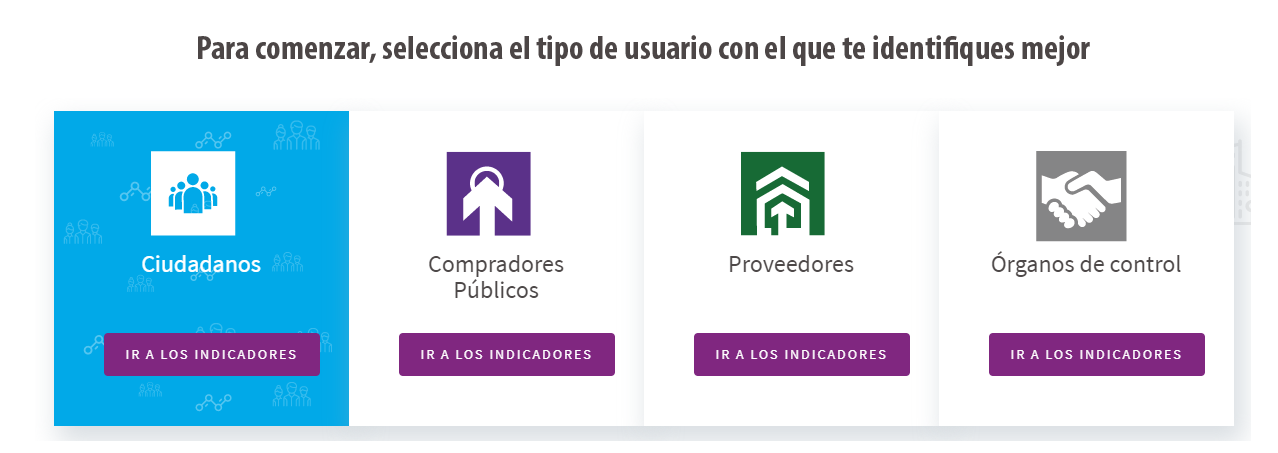 Para comenzar, selecciona el tipo de usuario con el que te identifiques mejor
Ciudadanos
IR A LOS INDICADORES
Compradores
Públicos
IR A LOS INDICADORES
Proveedores
IR A LOS INDICADORES
Órganos de control
IR A LOS INDICADORES